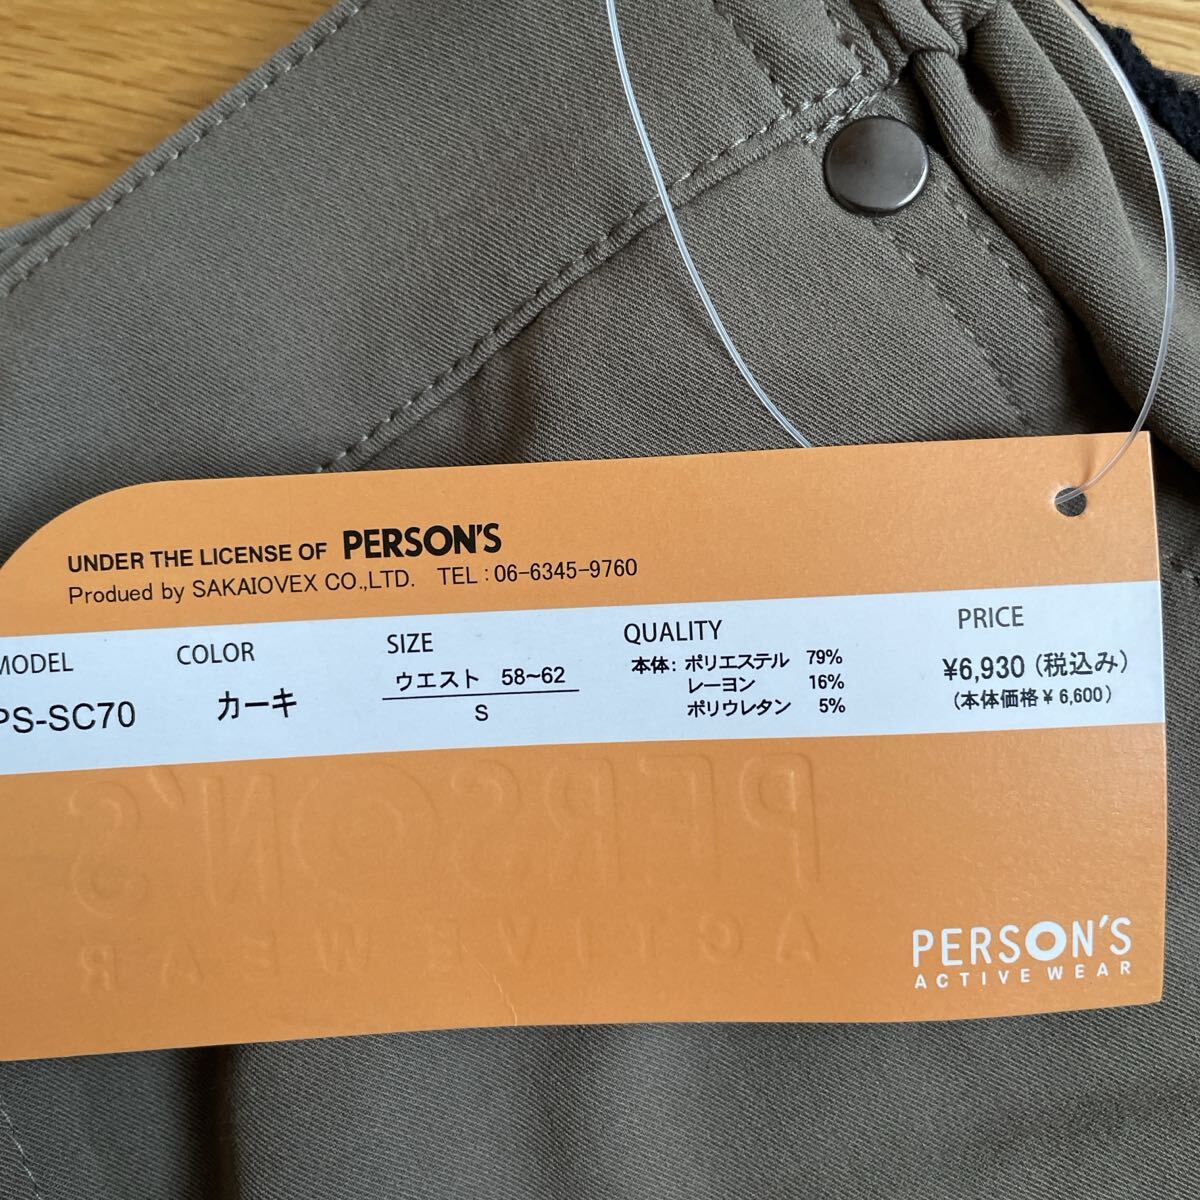 UNDER THE LICENSE OF PERSON'S
Produed by SAKAIOVEX CO.,LTD. TEL : 06-6345-9760
MODEL COLOR SIZE QUALITY PRICE
PS-SC70 カーキ ウエスト 58~62 本体: ポリエステル 79% ¥6,930 (税込み)
S レーヨン 16% (本体価格¥ 6,600)
ポリウレタン 5%
PERSON'S
ACTIVE WEAR
PERSON'S
ACTIVE WEAR